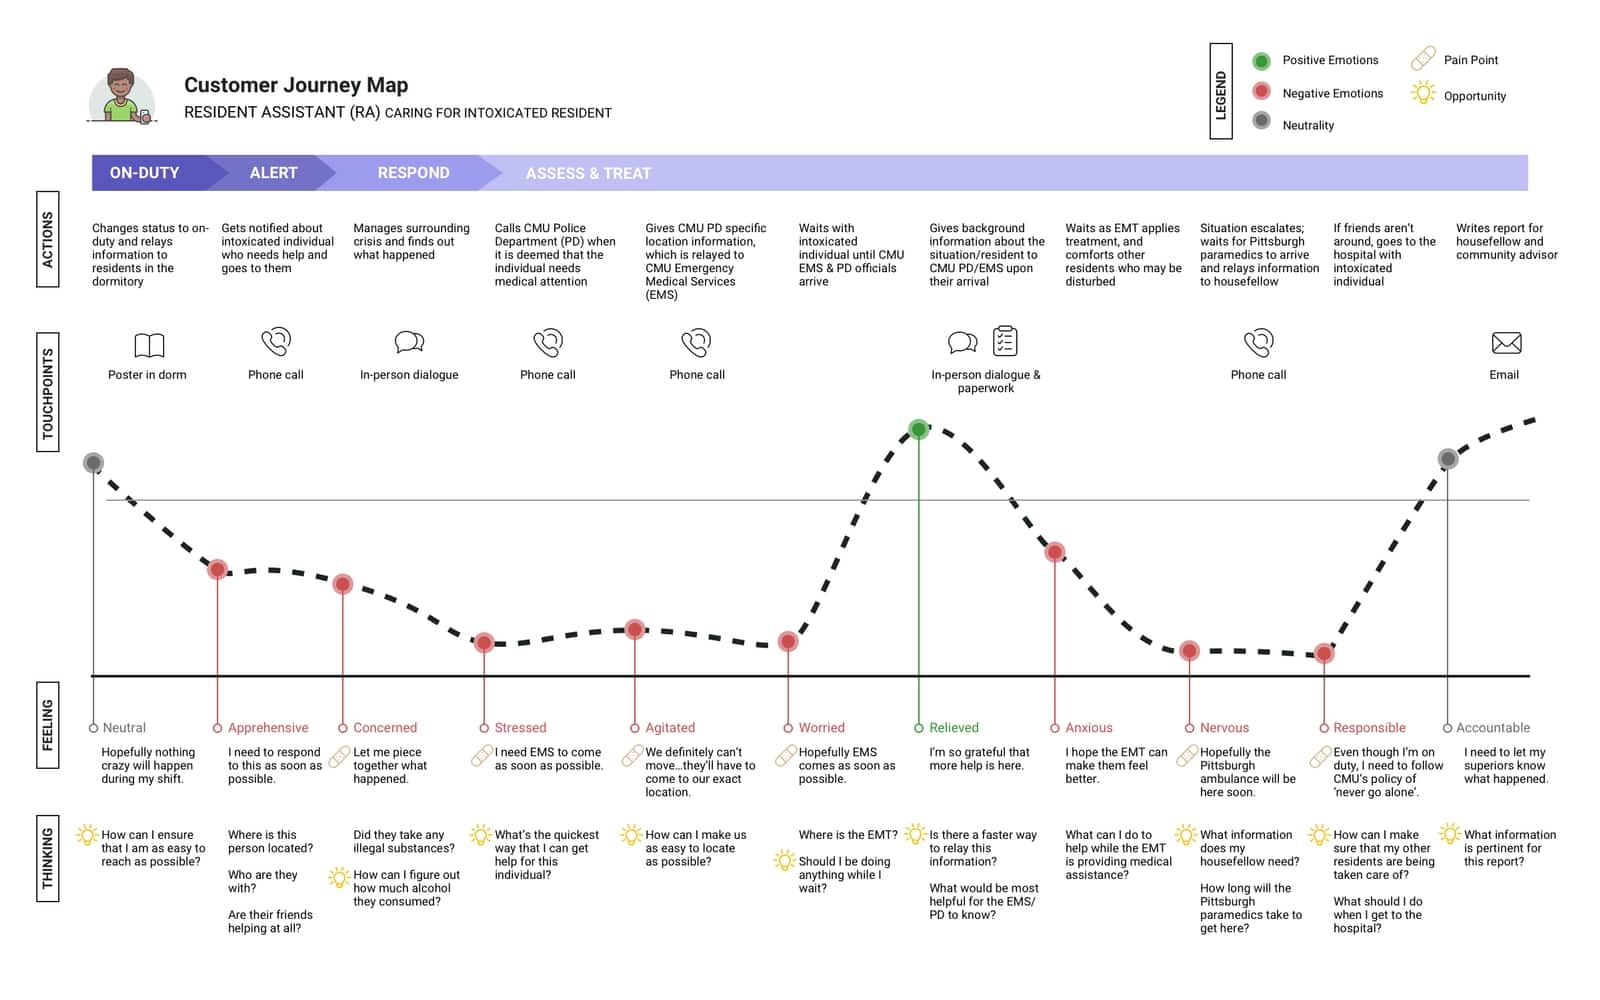 Customer Journey Map
RESIDENT ASSISTANT (RA) CARING FOR INTOXICATED RESIDENT
LEGEND
Positive Emotions
Negative Emotions
Neutrality
Pain Point
Opportunity
ON-DUTY
ALERT
RESPOND
ASSESS & TREAT
ACTIONS
Changes status to on-
duty and relays
information to
residents in the
dormitory
Gets notified about
intoxicated individual
who needs help and
goes to them
Manages surrounding
crisis and finds out
what happened
Calls CMU Police
Department (PD) when
it is deemed that the
individual needs
medical attention
Gives CMU PD specific
location information,
which is relayed to
CMU Emergency
Medical Services
(EMS)
Waits with
intoxicated
individual until CMU
EMS & PD officials
arrive
Gives background
information about the
situation/resident to
CMU PD/EMS upon
their arrival
Waits as EMT applies
treatment, and
comforts other
residents who may be
disturbed
Situation escalates;
waits for Pittsburgh
paramedics to arrive
and relays information
to housefellow
If friends aren't
around, goes to the
hospital with
intoxicated
individual
Writes report for
housefellow and
community advisor
TOUCHPOINTS
Poster in dorm
Phone call
In-person dialogue
Phone call
Phone call
In-person dialogue &
paperwork
Phone call
Email
FEELING
Neutral
Hopefully nothing
crazy will happen
during my shift.
Apprehensive
I need to respond
to this as soon as
possible.
Concerned
Let me piece
together what
happened.
Stressed
I need EMS to come
as soon as possible.
Agitated
We definitely can't
move...they'll have to
come to our exact
location.
Worried
Hopefully EMS
comes as soon as
possible.
Relieved
I'm so grateful that
more help is here.
Anxious
I hope the EMT can
make them feel
better.
Nervous
Hopefully the
Pittsburgh
ambulance will be
here soon.
Responsible
Even though I'm on
duty, I need to follow
CMU's policy of
'never go alone'.
Accountable
I need to let my
superiors know
what happened.
THINKING
How can I ensure
that I am as easy to
reach as possible?
Where is this
person located?
Who are they
with?
Are their friends
helping at all?
Did they take any
illegal substances?
How can I figure out
how much alcohol
they consumed?
What's the quickest
way that I can get
help for this
individual?
How can I make us
as easy to locate
as possible?
Where is the EMT?
Should I be doing
anything while I
wait?
Is there a faster way
to relay this
information?
What would be most
helpful for the EMS/
PD to know?
What can I do to
help while the EMT
is providing medical
assistance?
What information
does my
housefellow need?
How long will the
Pittsburgh
paramedics take to
get here?
How can I make
sure that my other
residents are being
taken care of?
What should I do
when I get to the
hospital?
What information
is pertinent for
this report?